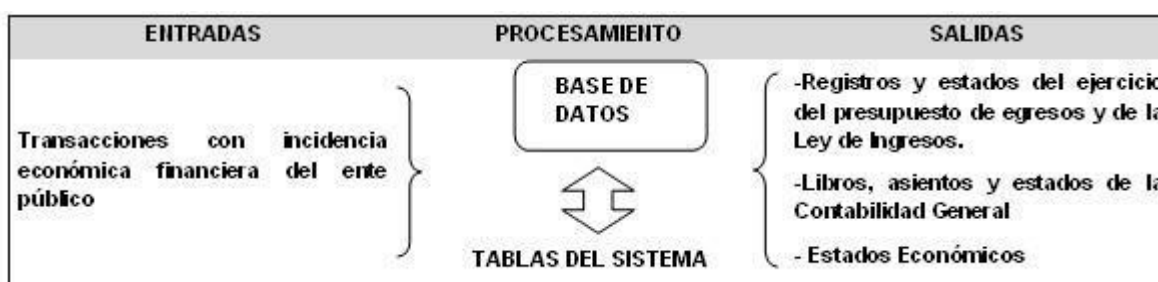 ENTRADAS
PROCESAMIENTO
SALIDAS
Transacciones con incidencia
económica financiera del ente
público
BASE DE
DATOS
TABLAS DEL SISTEMA
-Registros y estados del ejercicio
del presupuesto de egresos y de la
Ley de Ingresos.
-Libros, asientos y estados de la
Contabilidad General
- Estados Económicos